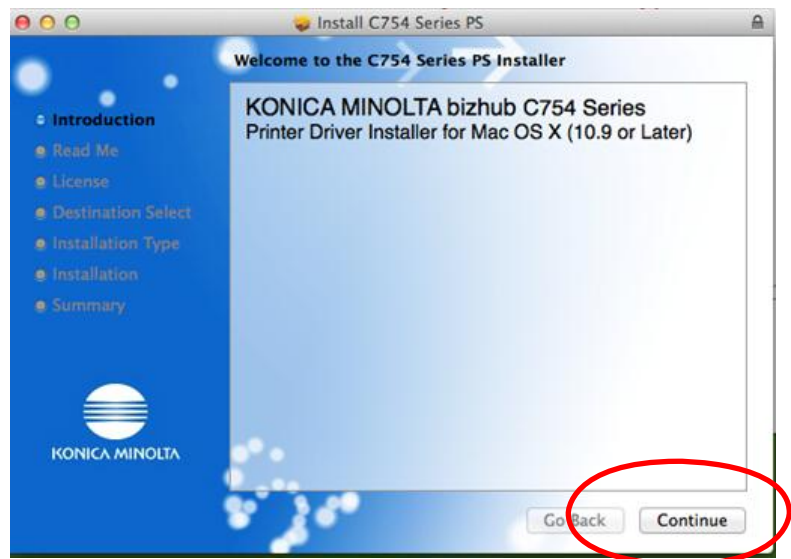 Install C754 Series PS
Welcome to the C754 Series PS Installer
Introduction
Read Me
License
Destination Select
Installation Type
Installation
Summary
KONICA MINOLTA bizhub C754 Series
Printer Driver Installer for Mac OS X (10.9 or Later)
KONICA MINOLTA
Go Back
Continue